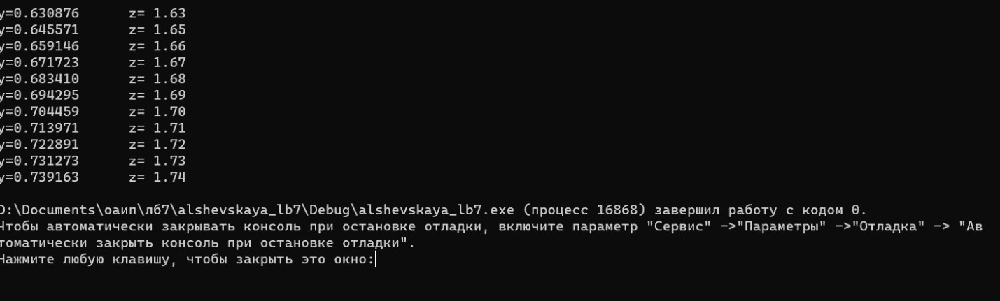 y=0.630876 z= 1.63
y=0.645571 z= 1.65
y=0.659146 z= 1.66
y=0.671723 z= 1.67
y=0.683410 z= 1.68
y=0.694295 z= 1.69
y=0.704459 z= 1.70
y=0.713971 z= 1.71
y=0.722891 z= 1.72
y=0.731273 z= 1.73
y=0.739163 z= 1.74
D:\Documents\оаип\лб7\alshevskaya_lb7\Debug\alshevskaya_lb7.exe (процесс 16868) завершил работу с кодом 0.
Чтобы автоматически закрывать консоль при остановке отладки, включите параметр "Сервис" ->"Параметры" ->"Отладка" -> "Ав
томатически закрыть консоль при остановке отладки".
Нажмите любую клавишу, чтобы закрыть это окно: